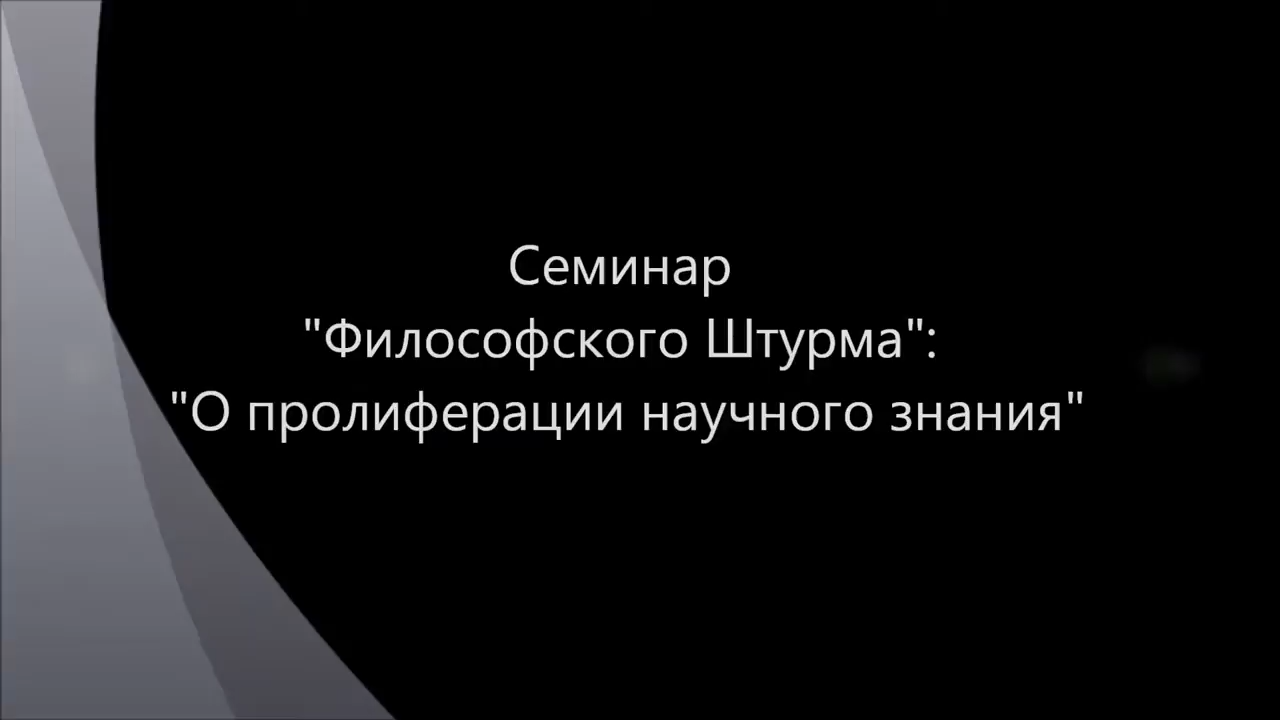 Семинар
"Философского Штурма":
"О пролиферации научного знания"